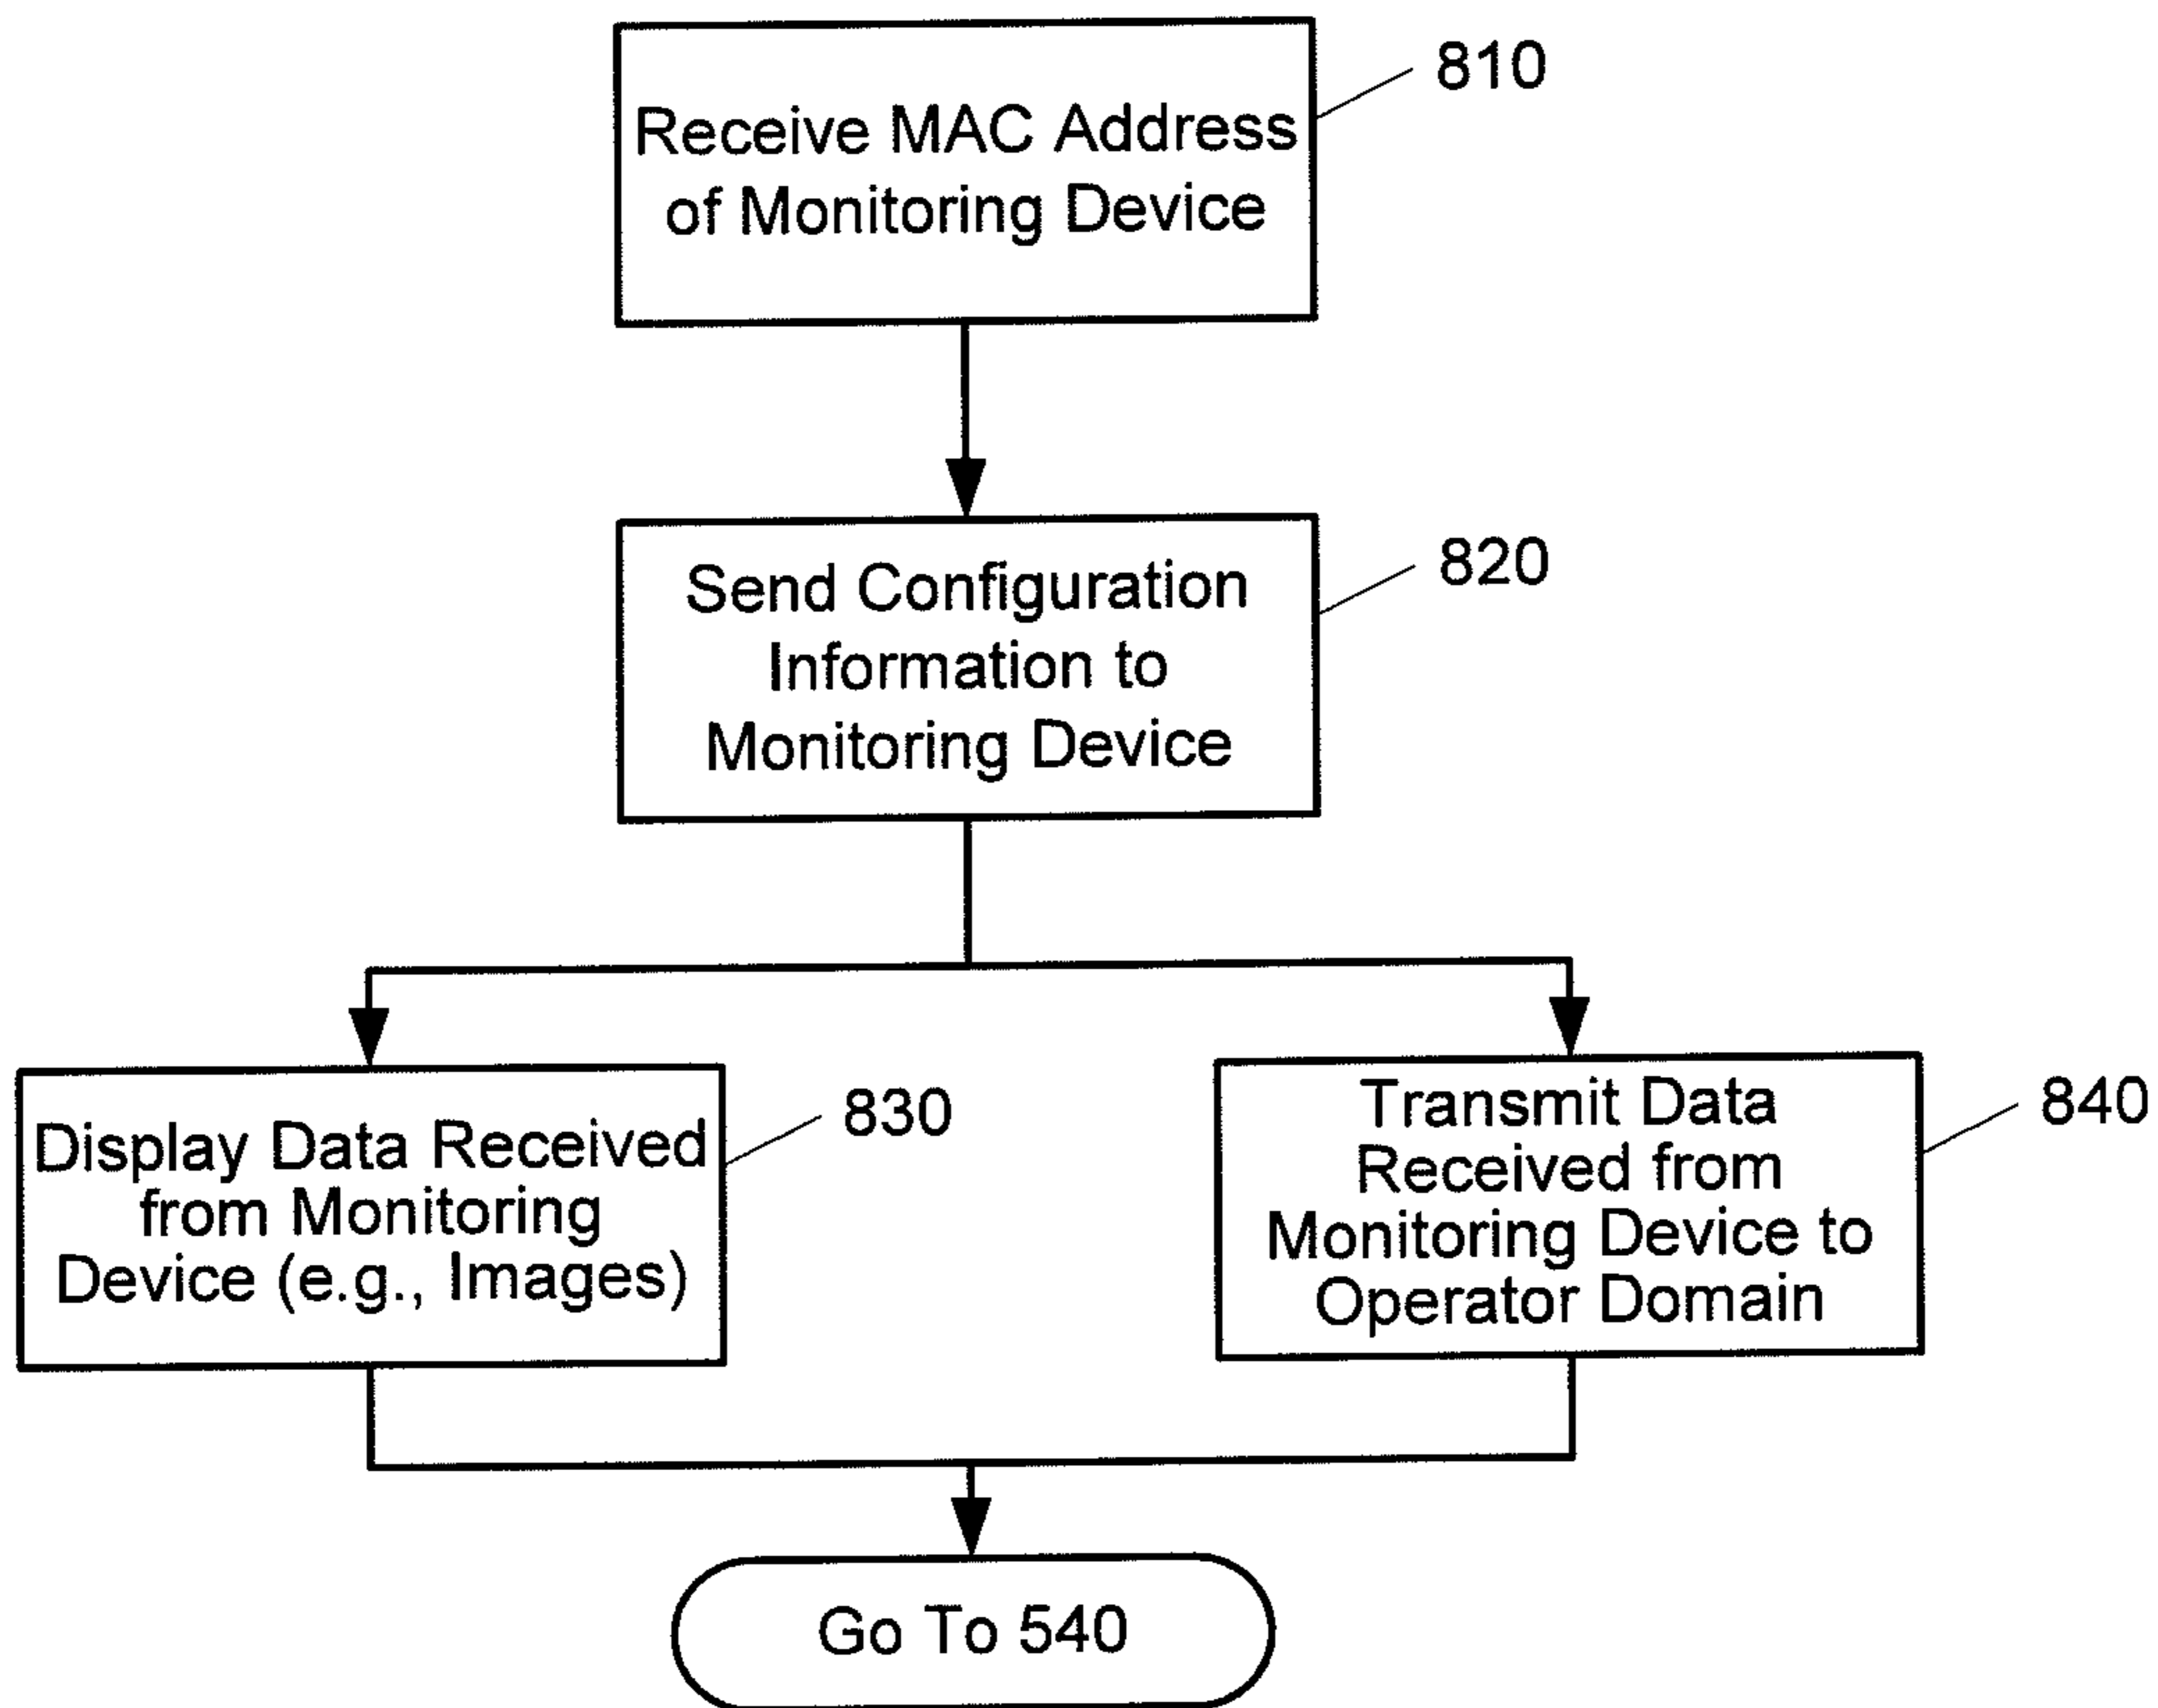 810
Receive MAC Address
of Monitoring Device
820
Send Configuration
Information to
Monitoring Device
830
Display Data Received
from Monitoring
Device (e.g., Images)
840
Transmit Data
Received from
Monitoring Device to
Operator Domain
Go To 540